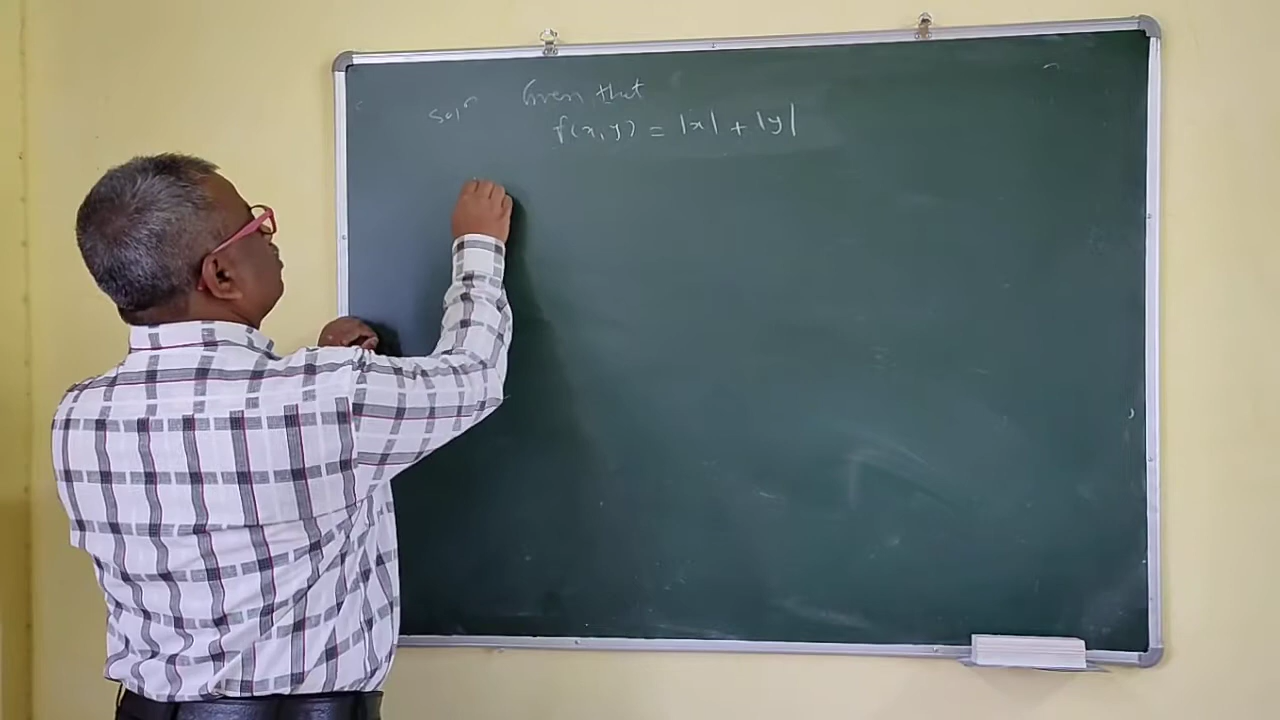 Solⁿ Given that
f(x, y) = |x| + |y|